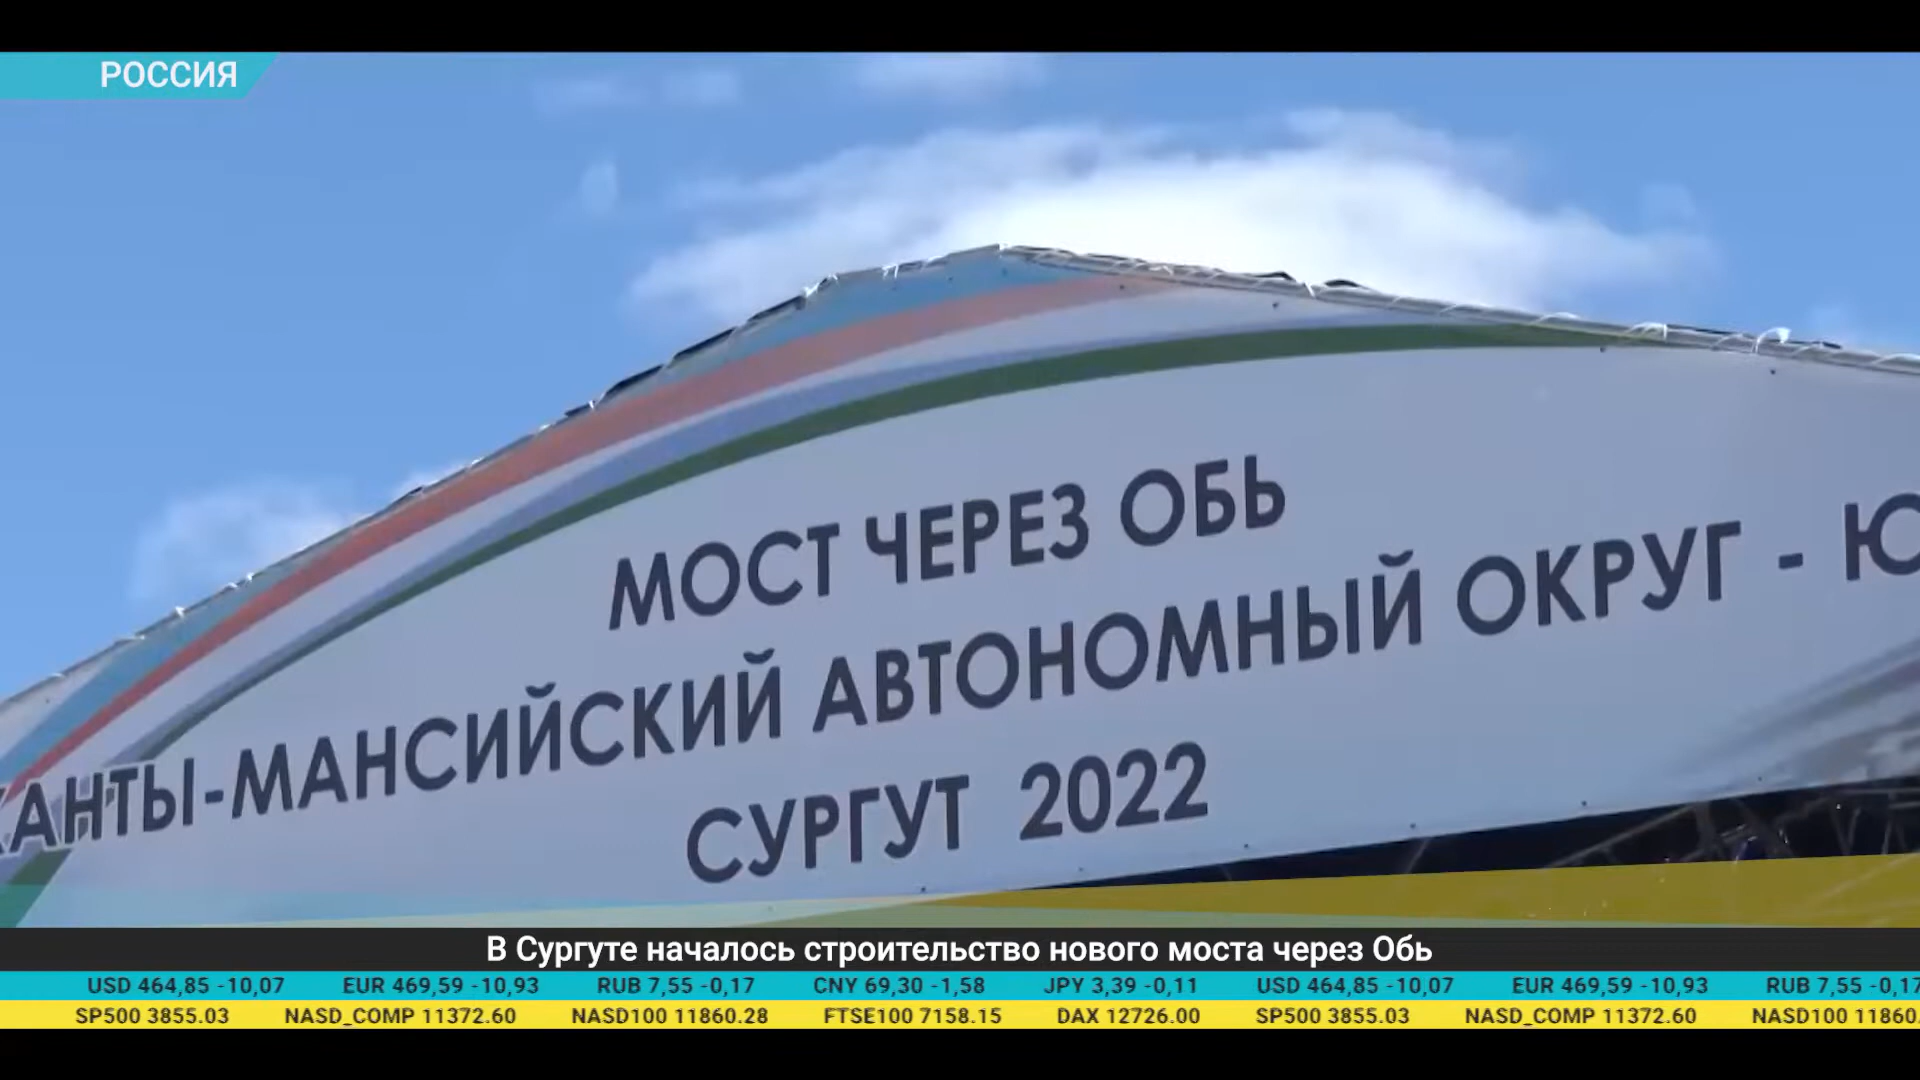 РОССИЯ
МОСТ ЧЕРЕЗ ОБЬ
ХАНТЫ-МАНСИЙСКИЙ АВТОНОМНЫЙ ОКРУГ - Ю
СУРГУТ 2022
В Сургуте началось строительство нового моста через Обь
USD 464,85 -10,07 EUR 469,59 -10,93 RUB 7,55 -0,17 CNY 69,30 -1,58 JPY 3,39 -0,11 USD 464,85 -10,07 EUR 469,59 -10,93 RUB 7,55 -0,17
SP500 3855.03 NASD_COMP 11372.60 NASD100 11860.28 FTSE100 7158.15 DAX 12726.00 SP500 3855.03 NASD_COMP 11372.60 NASD100 11860.